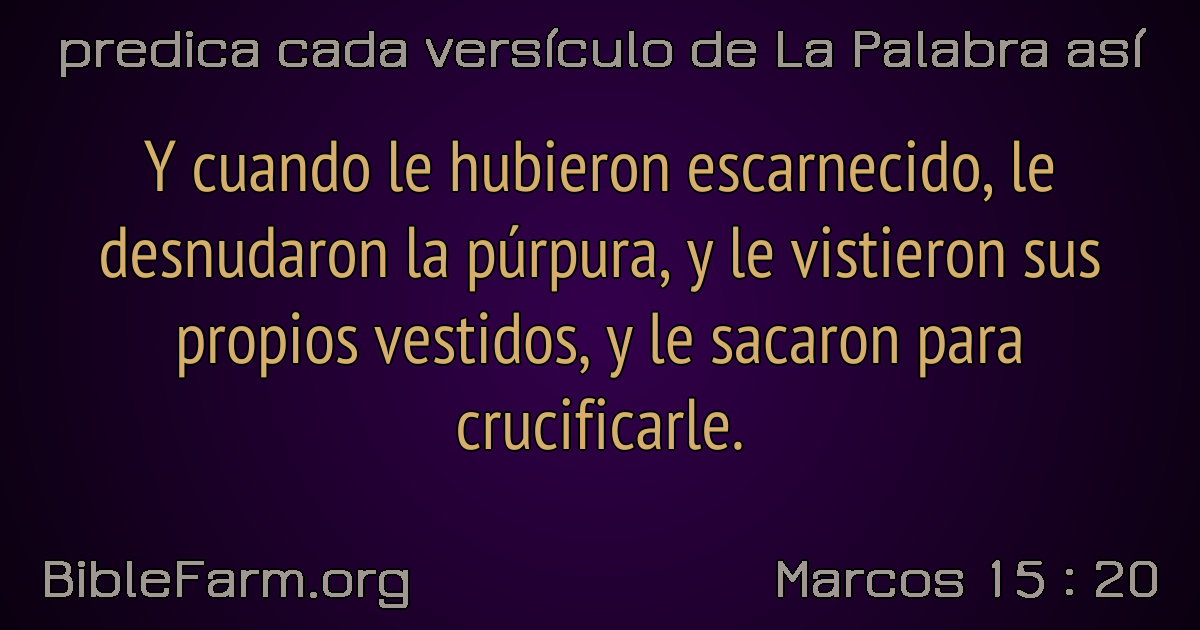 predica cada versículo de La Palabra así
Y cuando le hubieron escarnecido, le
desnudaron la púrpura, y le vistieron sus
propios vestidos, y le sacaron para
crucificarle.
BibleFarm.org
Marcos 15 : 20